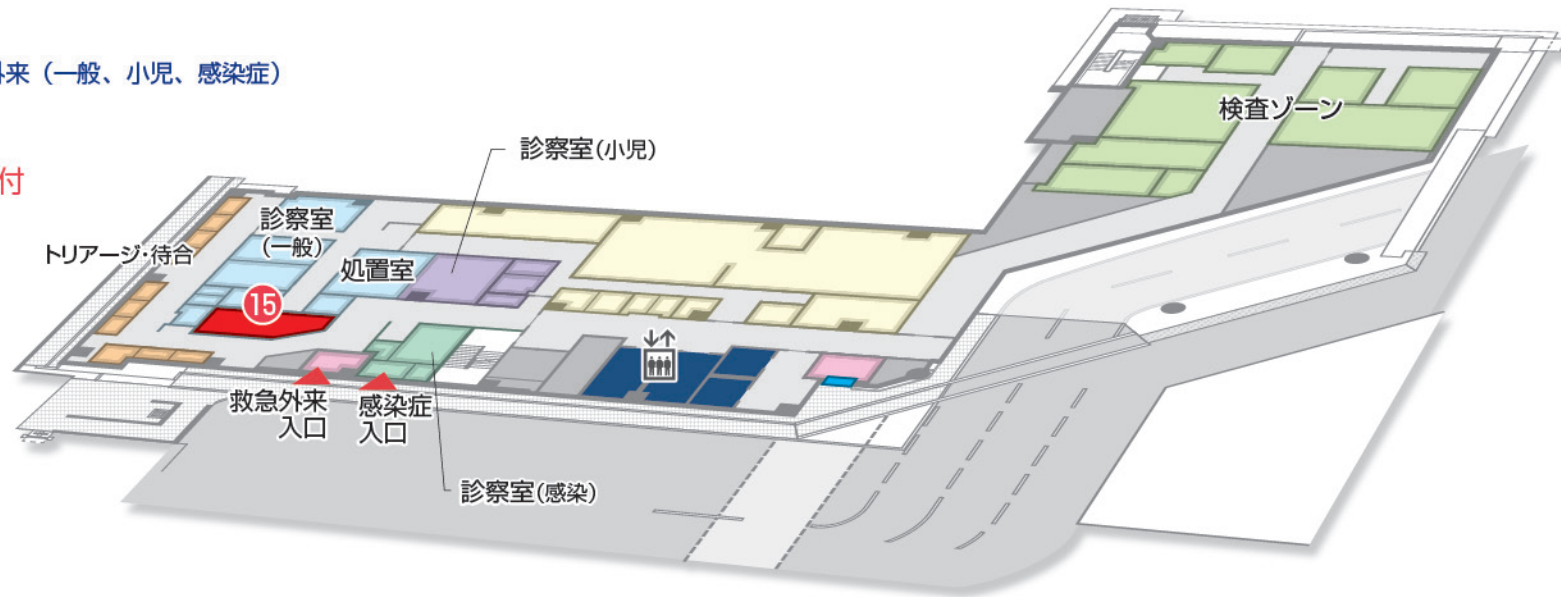 外来（一般、小児、感染症）
付
検査ゾーン
診察室(小児)
診察室
(一般)
トリアージ・待合
処置室
15
救急外来
入口
感染症
入口
診察室(感染)